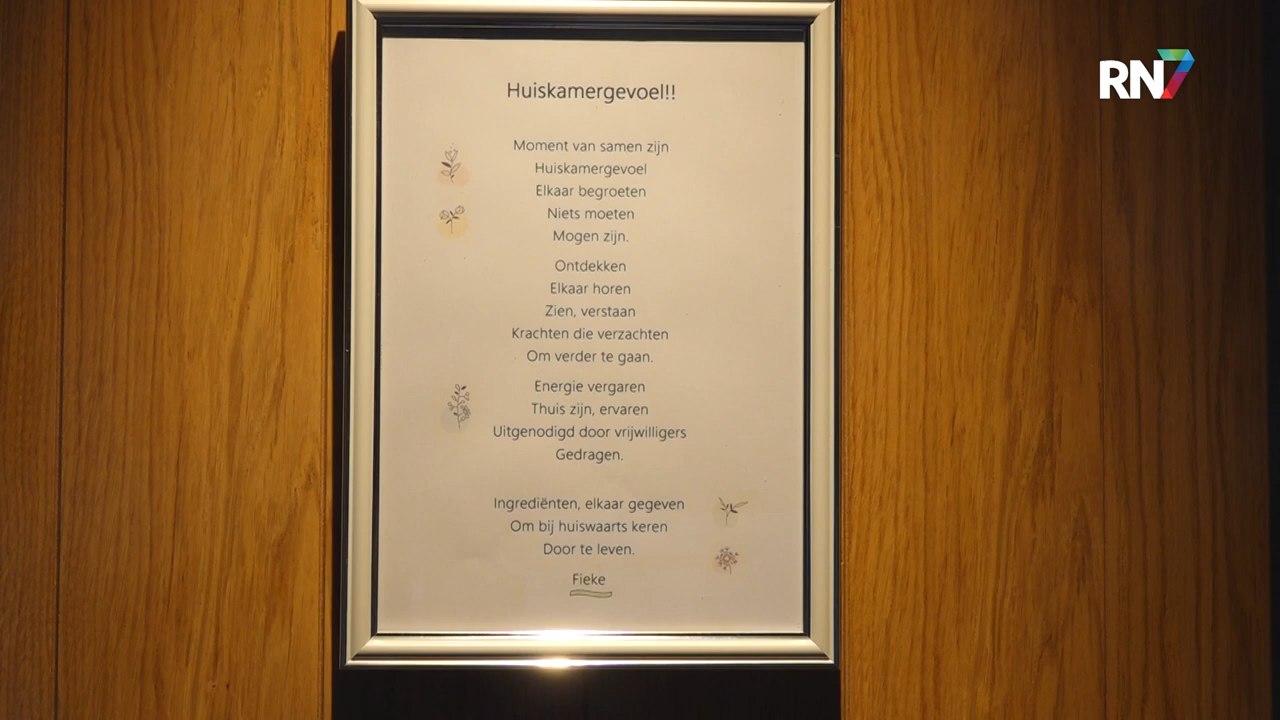 RN7
Huiskamergevoel!!
Moment van samen zijn
Huiskamergevoel
Elkaar begroeten
Niets moeten
Mogen zijn.
Ontdekken
Elkaar horen
Zien, verstaan
Krachten die verzachten
Om verder te gaan.
Energie vergaren
Thuis zijn, ervaren
Uitgenodigd door vrijwilligers
Gedragen.
Ingrediënten, elkaar gegeven
Om bij huiswaarts keren
Door te leven.
Fieke